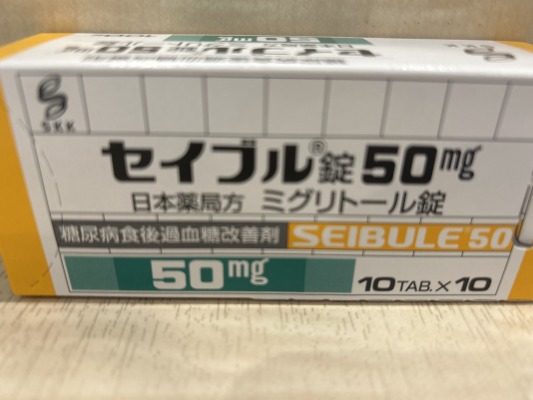 50mg
SKK
セイブル®錠50mg
日本薬局方 ミグリトール錠
糖尿病食後過血糖改善剤 SEIBULE®50
50mg
10TAB.×10